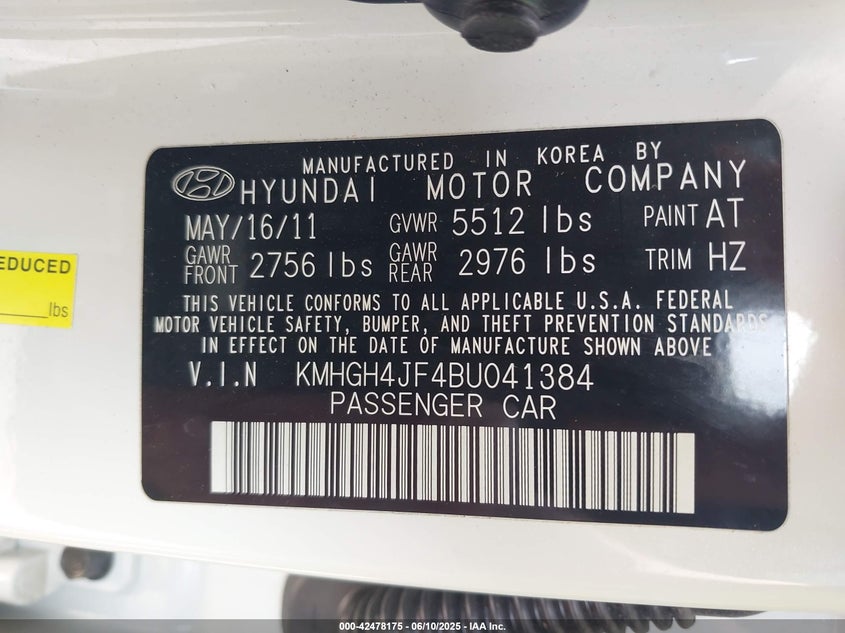 MANUFACTURED IN KOREA BY
HYUNDAI MOTOR COMPANY
MAY/16/11 GVWR 5512 lbs PAINT AT
GAWR FRONT 2756 lbs GAWR REAR 2976 lbs TRIM HZ
THIS VEHICLE CONFORMS TO ALL APPLICABLE U.S.A. FEDERAL
MOTOR VEHICLE SAFETY, BUMPER, AND THEFT PREVENTION STANDARDS
IN EFFECT ON THE DATE OF MANUFACTURE SHOWN ABOVE
V.I.N KMHGH4JF4BU041384
PASSENGER CAR
EDUCED
lbs
000-42478175 — 06/10/2025 — IAA, Inc.